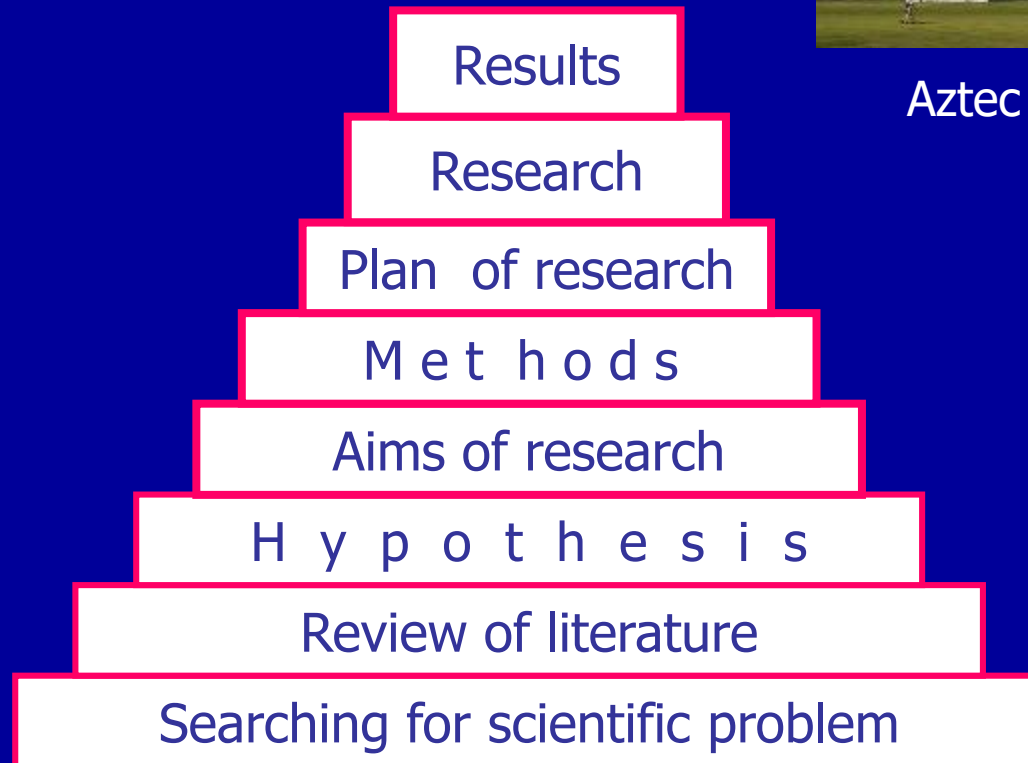 Results
Aztec
Research
Plan of research
M e t h o d s
Aims of research
H y p o t h e s i s
Review of literature
Searching for scientific problem